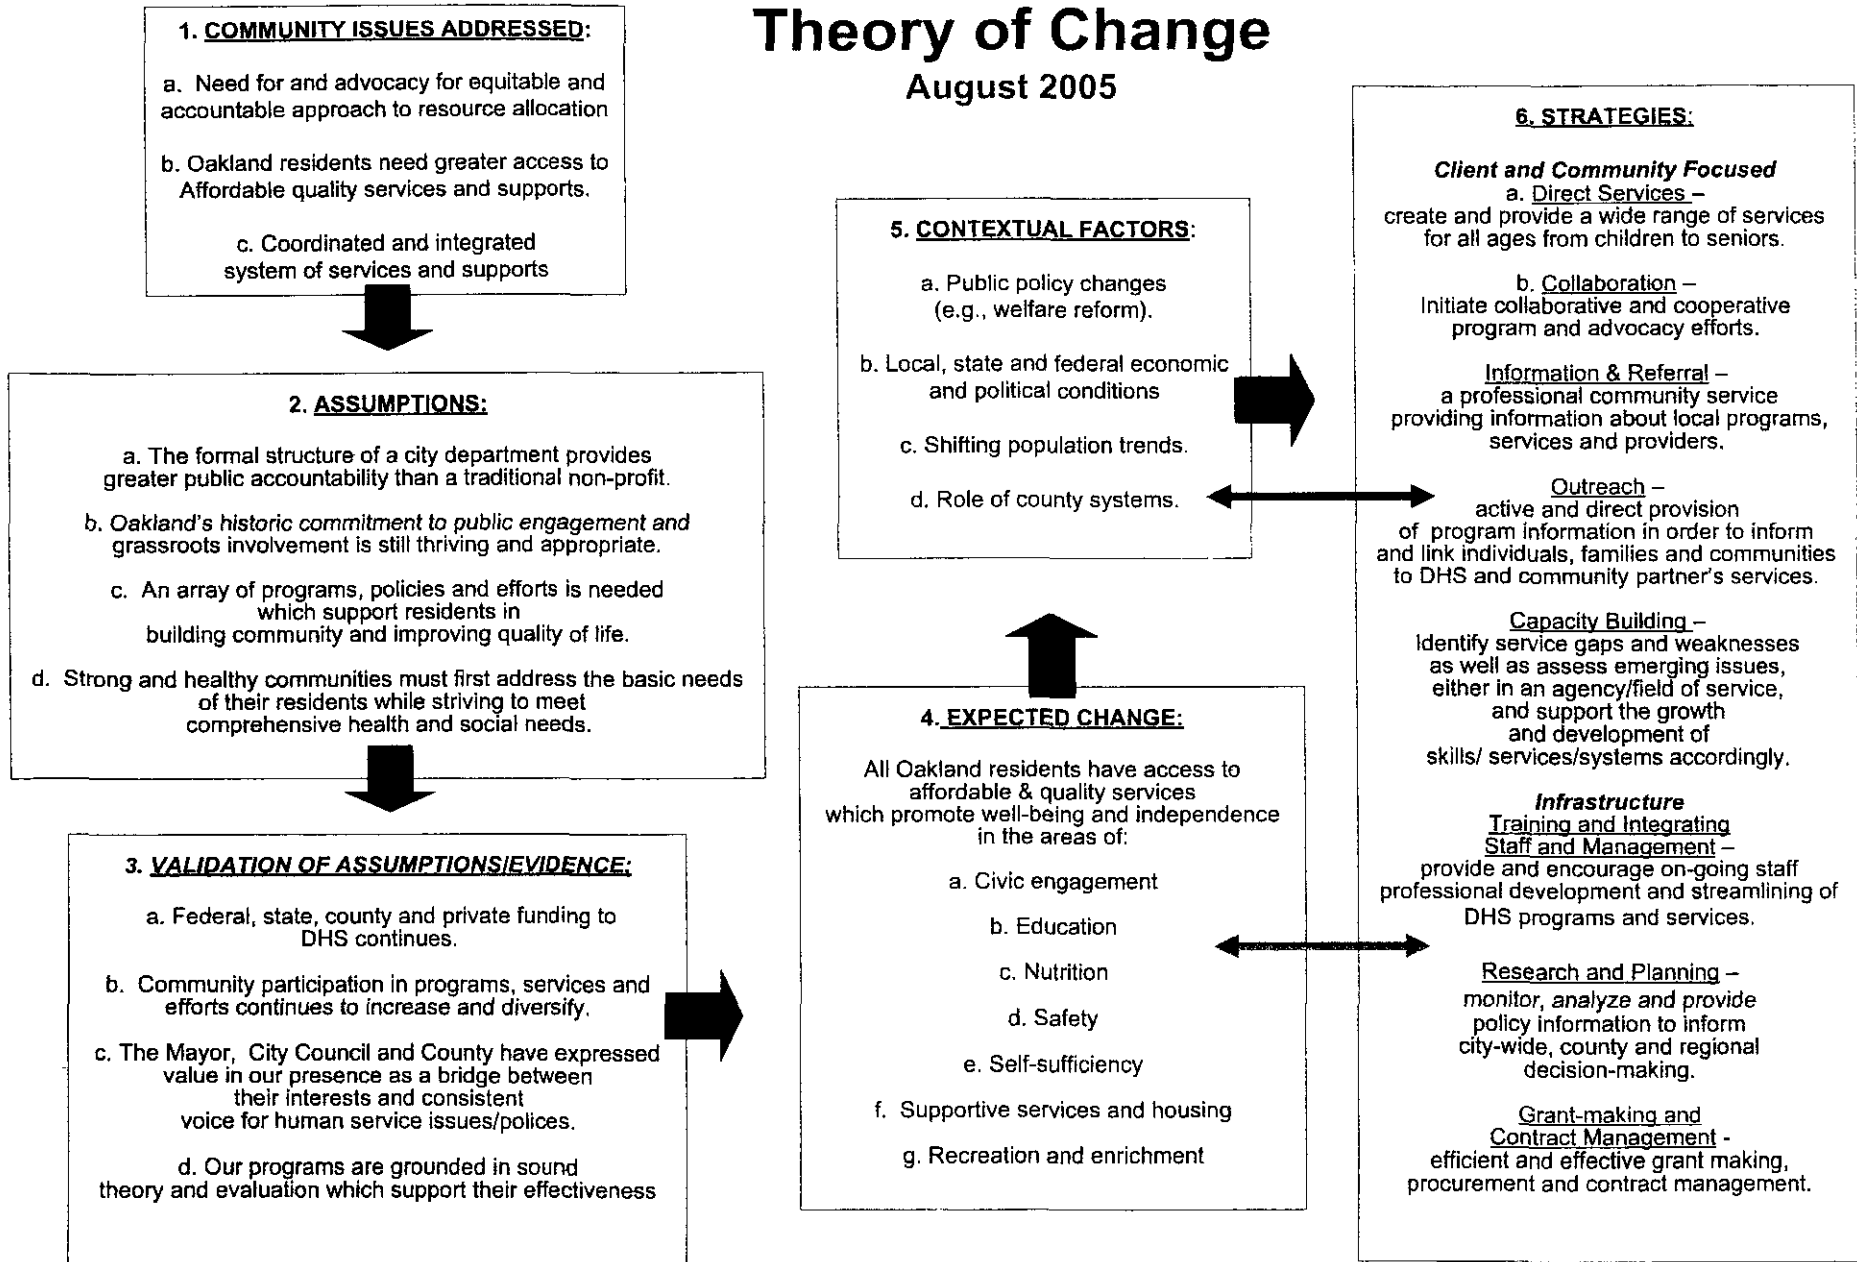 Theory of Change
August 2005
1. COMMUNITY ISSUES ADDRESSED:
a. Need for and advocacy for equitable and
accountable approach to resource allocation
b. Oakland residents need greater access to
Affordable quality services and supports.
c. Coordinated and integrated
system of services and supports
2. ASSUMPTIONS:
a. The formal structure of a city department provides
greater public accountability than a traditional non-profit.
b. Oakland's historic commitment to public engagement and
grassroots involvement is still thriving and appropriate.
c. An array of programs, policies and efforts is needed
which support residents in
building community and improving quality of life.
d. Strong and healthy communities must first address the basic needs
of their residents while striving to meet
comprehensive health and social needs.
3. VALIDATION OF ASSUMPTIONS/EVIDENCE:
a. Federal, state, county and private funding to
DHS continues.
b. Community participation in programs, services and
efforts continues to increase and diversify.
c. The Mayor, City Council and County have expressed
value in our presence as a bridge between
their interests and consistent
voice for human service issues/polices.
d. Our programs are grounded in sound
theory and evaluation which support their effectiveness
4. EXPECTED CHANGE:
All Oakland residents have access to
affordable & quality services
which promote well-being and independence
in the areas of:
a. Civic engagement
b. Education
c. Nutrition
d. Safety
e. Self-sufficiency
f. Supportive services and housing
g. Recreation and enrichment
5. CONTEXTUAL FACTORS:
a. Public policy changes
(e.g., welfare reform).
b. Local, state and federal economic
and political conditions
c. Shifting population trends.
d. Role of county systems.
6. STRATEGIES:
Client and Community Focused
a. Direct Services –
create and provide a wide range of services
for all ages from children to seniors.
b. Collaboration –
Initiate collaborative and cooperative
program and advocacy efforts.
Information & Referral –
a professional community service
providing information about local programs,
services and providers.
Outreach –
active and direct provision
of program information in order to inform
and link individuals, families and communities
to DHS and community partner's services.
Capacity Building –
Identify service gaps and weaknesses
as well as assess emerging issues,
either in an agency/field of service,
and support the growth
and development of
skills/ services/systems accordingly.
Infrastructure
Training and Integrating
Staff and Management –
provide and encourage on-going staff
professional development and streamlining of
DHS programs and services.
Research and Planning –
monitor, analyze and provide
policy information to inform
city-wide, county and regional
decision-making.
Grant-making and
Contract Management -
efficient and effective grant making,
procurement and contract management.